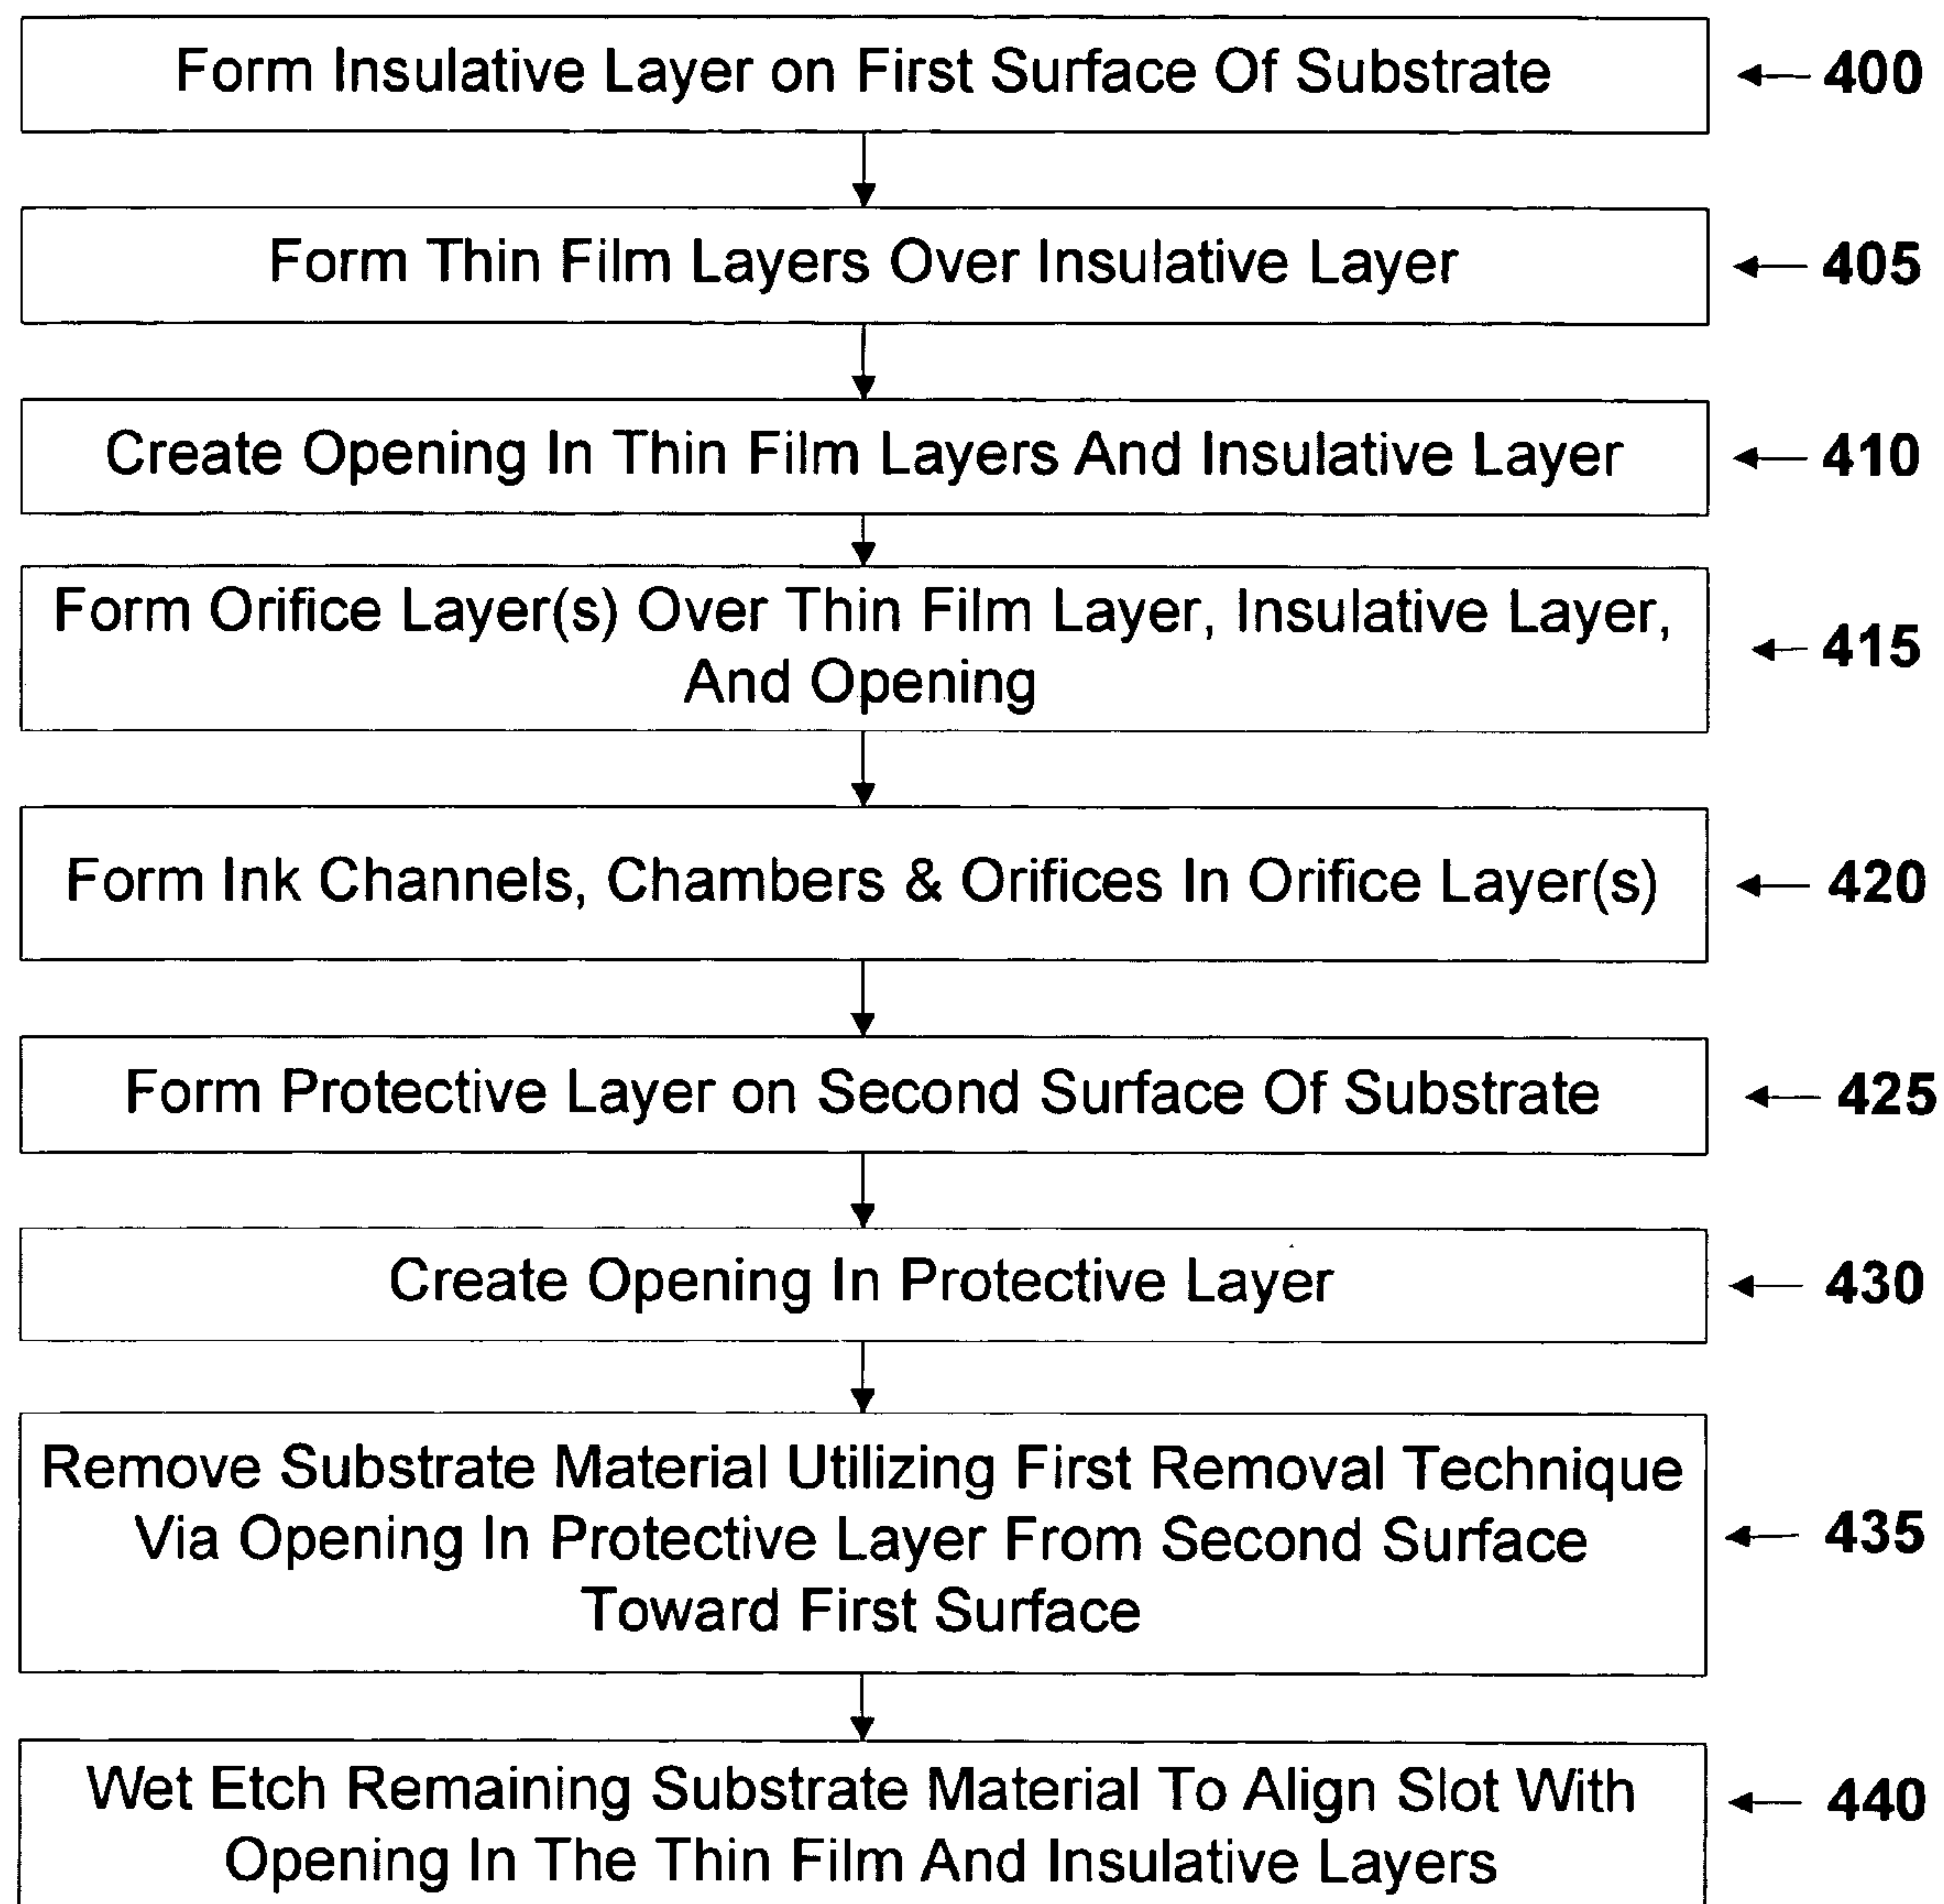 Form Insulative Layer on First Surface Of Substrate
400
Form Thin Film Layers Over Insulative Layer
405
Create Opening In Thin Film Layers And Insulative Layer
410
Form Orifice Layer(s) Over Thin Film Layer, Insulative Layer,
And Opening
415
Form Ink Channels, Chambers & Orifices In Orifice Layer(s)
420
Form Protective Layer on Second Surface Of Substrate
425
Create Opening In Protective Layer
430
Remove Substrate Material Utilizing First Removal Technique
Via Opening In Protective Layer From Second Surface
Toward First Surface
435
Wet Etch Remaining Substrate Material To Align Slot With
Opening In The Thin Film And Insulative Layers
440